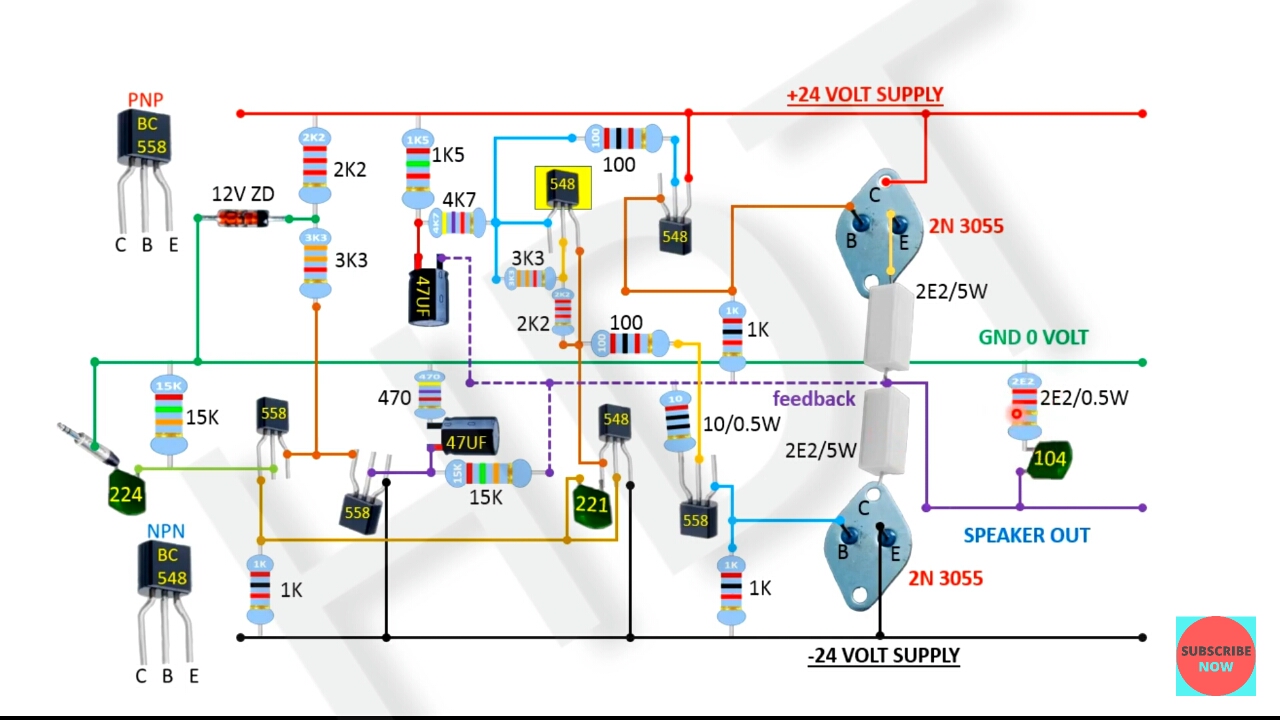 +24 VOLT SUPPLY
PNP
BC
558
C B E
12V ZD
2K2
2K2
3K3
3K3
1K5
1K5
4K7
4K7
47UF
548
100
100
548
3K3
3K3
2K2
2K2
100
100
1K
1K
C
B
E
2N 3055
2E2/5W
GND 0 VOLT
feedback
15K
15K
224
558
558
470
470
47UF
15K
15K
548
221
10
10/0.5W
558
2E2/5W
2E2
2E2/0.5W
104
SPEAKER OUT
C
B
E
2N 3055
NPN
BC
548
C B E
1K
1K
1K
1K
-24 VOLT SUPPLY
HDT
SUBSCRIBE
NOW